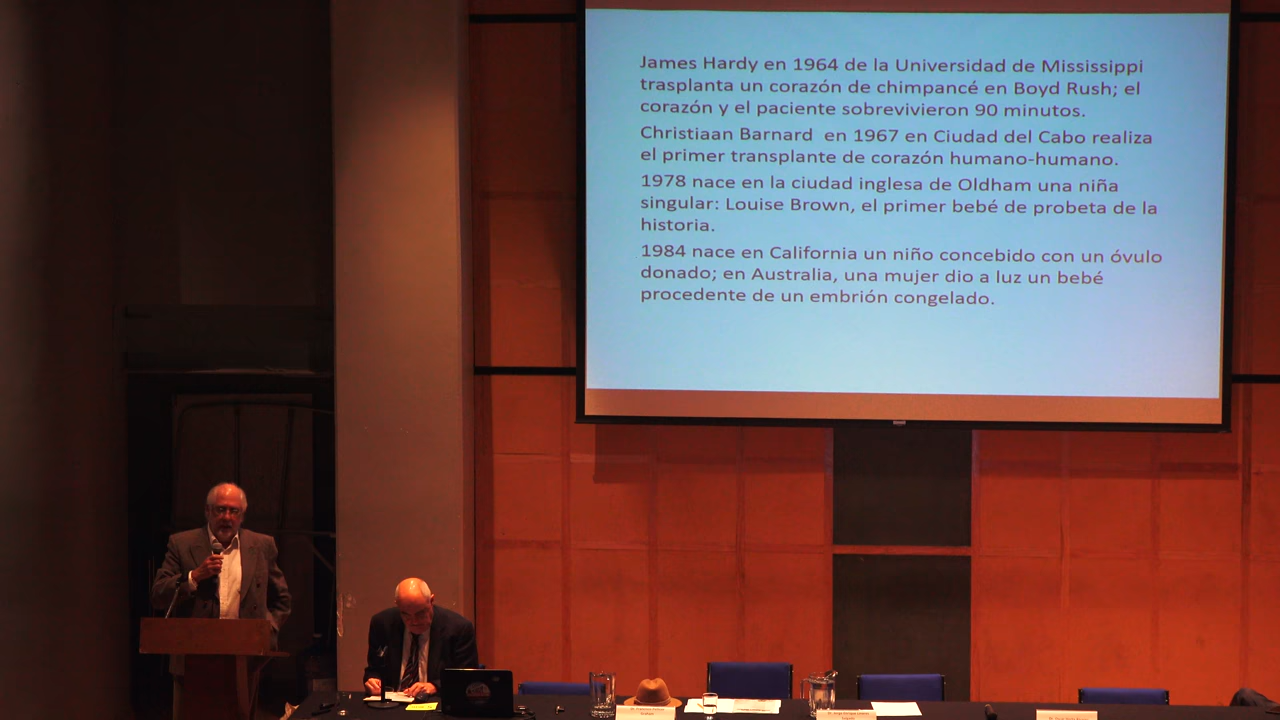 James Hardy en 1964 de la Universidad de Mississippi
trasplanta un corazón de chimpancé en Boyd Rush; el
corazón y el paciente sobrevivieron 90 minutos.
Christiaan Barnard en 1967 en Ciudad del Cabo realiza
el primer transplante de corazón humano-humano.
1978 nace en la ciudad inglesa de Oldham una niña
singular: Louise Brown, el primer bebé de probeta de la
historia.
1984 nace en California un niño concebido con un óvulo
donado; en Australia, una mujer dio a luz un bebé
procedente de un embrión congelado.